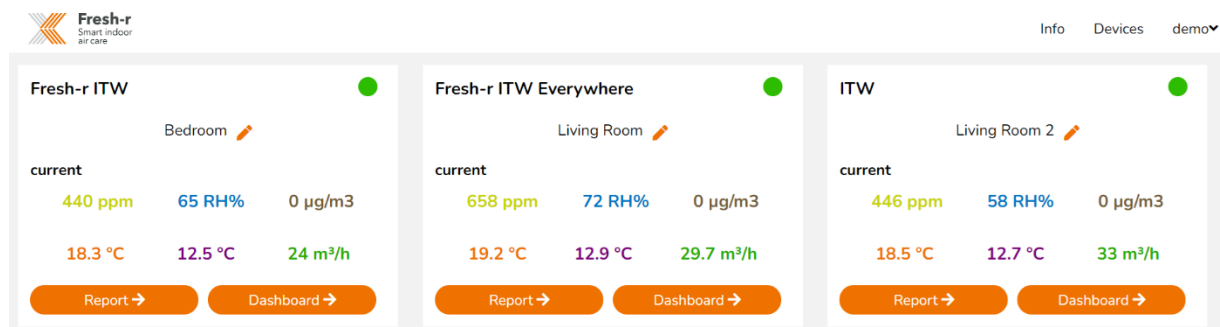 Fresh-r
Smart indoor
air care
Info Devices demo
Fresh-r ITW
Bedroom
current
440 ppm 65 RH% 0 µg/m3
18.3 °C 12.5 °C 24 m³/h
Report → Dashboard →
Fresh-r ITW Everywhere
Living Room
current
658 ppm 72 RH% 0 µg/m3
19.2 °C 12.9 °C 29.7 m³/h
Report → Dashboard →
ITW
Living Room 2
current
446 ppm 58 RH% 0 µg/m3
18.5 °C 12.7 °C 33 m³/h
Report → Dashboard →